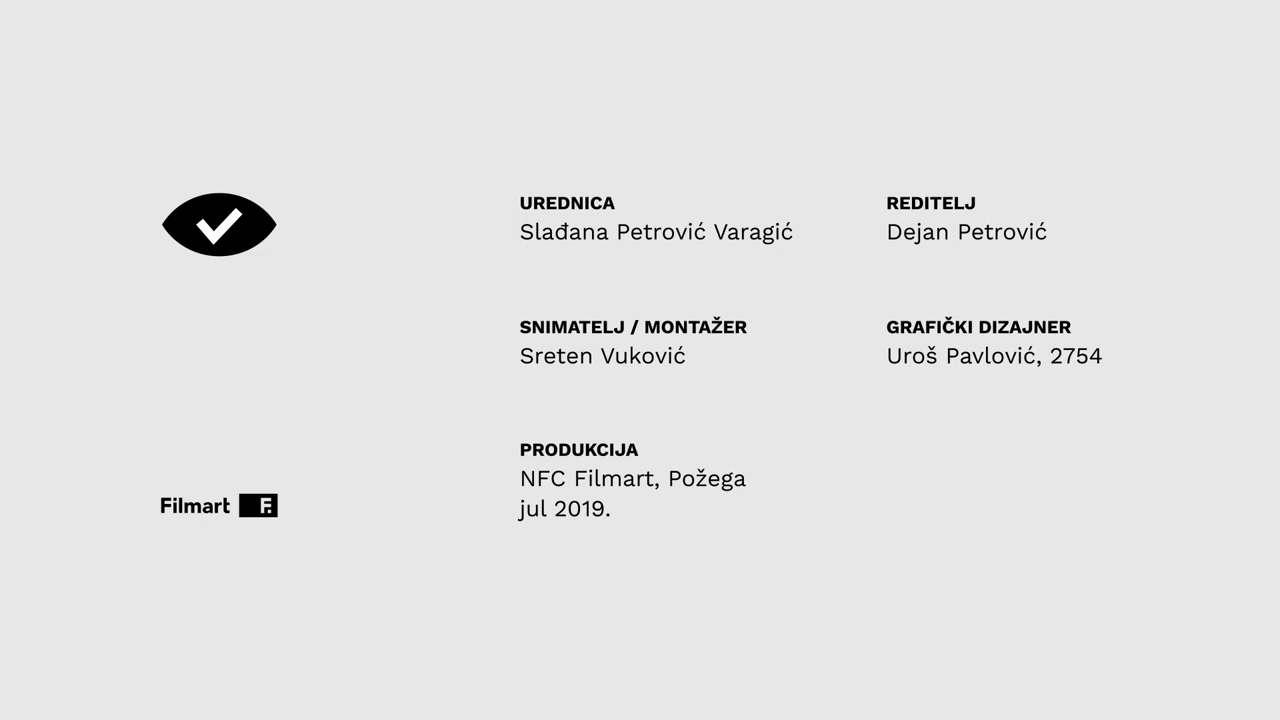 UREDNICA
Slađana Petrović Varagić
REDITELJ
Dejan Petrović
SNIMATELJ / MONTAŽER
Sreten Vuković
GRAFIČKI DIZAJNER
Uroš Pavlović, 2754
PRODUKCIJA
NFC Filmart, Požega
jul 2019.
Filmart F.